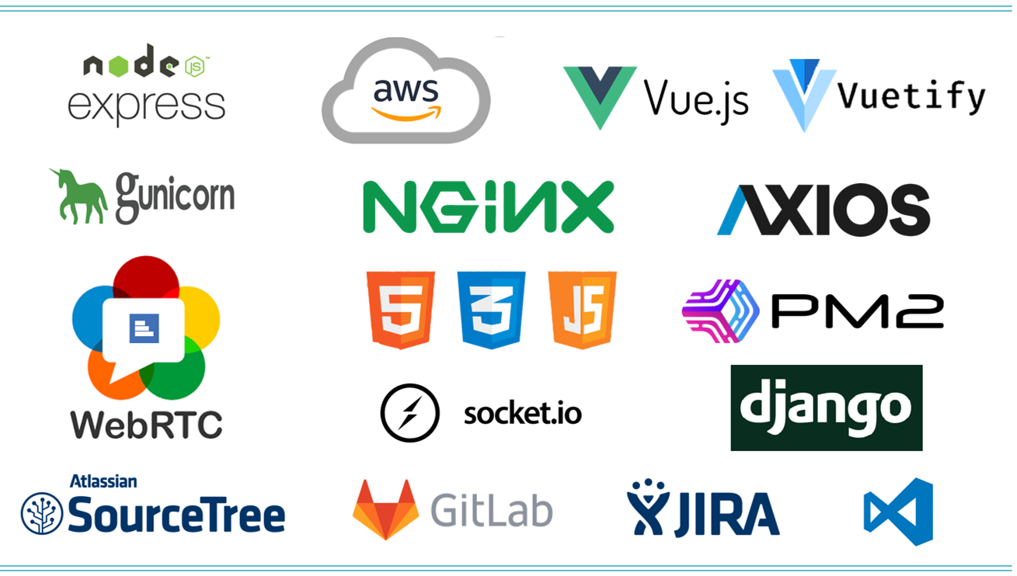 node JS
express
aws
Vue.js
Vuetify
gunicorn
NGINX
AXIOS
WebRTC
5
3
JS
PM2
socket.io
django
Atlassian
SourceTree
GitLab
JIRA